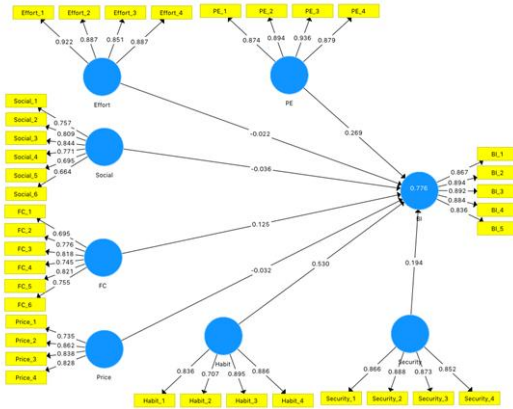 Effort_1 Effort_2 Effort_3 Effort_4
0.922 0.887 0.851 0.887
Effort
PE_1 PE_2 PE_3 PE_4
0.874 0.894 0.936 0.879
PE
Social_1
Social_2
Social_3
Social_4
Social_5
Social_6
0.757
0.809
0.844
0.771
0.695
0.664
Social
-0.022
0.269
-0.036
0.125
-0.032
0.530
0.194
0.776
BI
BI_1
BI_2
BI_3
BI_4
BI_5
0.867
0.894
0.892
0.884
0.836
FC_1
FC_2
FC_3
FC_4
FC_5
FC_6
0.695
0.776
0.818
0.745
0.821
0.755
FC
Price_1
Price_2
Price_3
Price_4
0.735
0.862
0.838
0.828
Price
Habit
0.836 0.707 0.895 0.886
Habit_1 Habit_2 Habit_3 Habit_4
Security
0.866 0.888 0.873 0.852
Security_1 Security_2 Security_3 Security_4